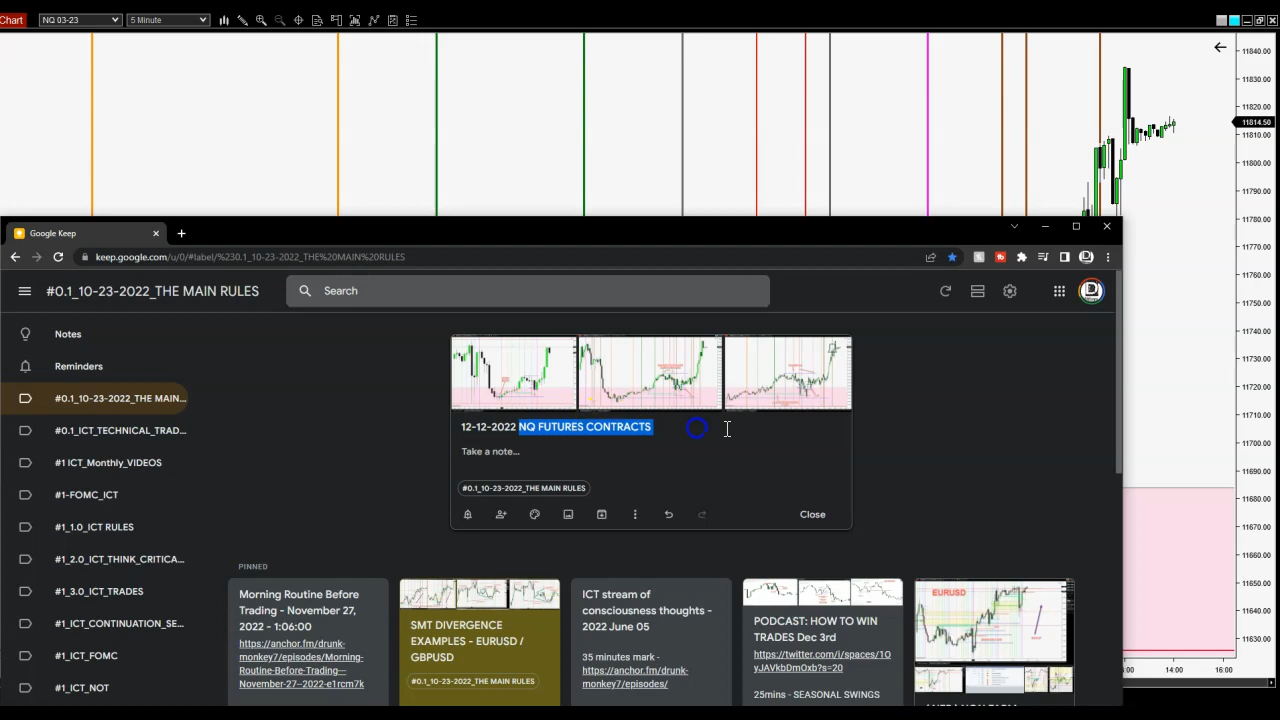 Chart NQ 03-23 5 Minute
11840.00
11830.00
11820.00
11814.50
11810.00
11800.00
11790.00
11780.00
11770.00
11760.00
11750.00
11740.00
11730.00
11720.00
11710.00
11700.00
11690.00
11680.00
11670.00
11660.00
11650.00
11640.00
11630.00
14:00 16:00
Google Keep
keep.google.com/u/0/#label/%230.1_10-23-2022_THE%20MAIN%20RULES
#0.1_10-23-2022_THE MAIN RULES
Search
Notes
Reminders
#0.1_10-23-2022_THE MAIN...
#0.1_ICT_TECHNICAL_TRAD...
#1 ICT_Monthly_VIDEOS
#1-FOMC_ICT
#1_1.0_ICT RULES
#1_2.0_ICT_THINK_CRITICA...
#1_3.0_ICT_TRADES
#1_ICT_CONTINUATION_SE...
#1_ICT_FOMC
#1_ICT_NOT
12-12-2022 NQ FUTURES CONTRACTS
Take a note...
#0.1_10-23-2022_THE MAIN RULES
Close
PINNED
Morning Routine Before
Trading - November 27,
2022 - 1:06:00
https://anchor.fm/drunk-
monkey7/episodes/Morning-
Routine-Before-Trading---
November-27--2022-e1rcm7k
SMT DIVERGENCE
EXAMPLES - EURUSD /
GBPUSD
#0.1_10-23-2022_THE MAIN RULES
ICT stream of
consciousness thoughts -
2022 June 05
35 minutes mark -
https://anchor.fm/drunk-
monkey7/episodes/
PODCAST: HOW TO WIN
TRADES Dec 3rd
https://twitter.com/i/spaces/1O
yJAVkbDmOxb?s=20
25mins - SEASONAL SWINGS
EURUSD